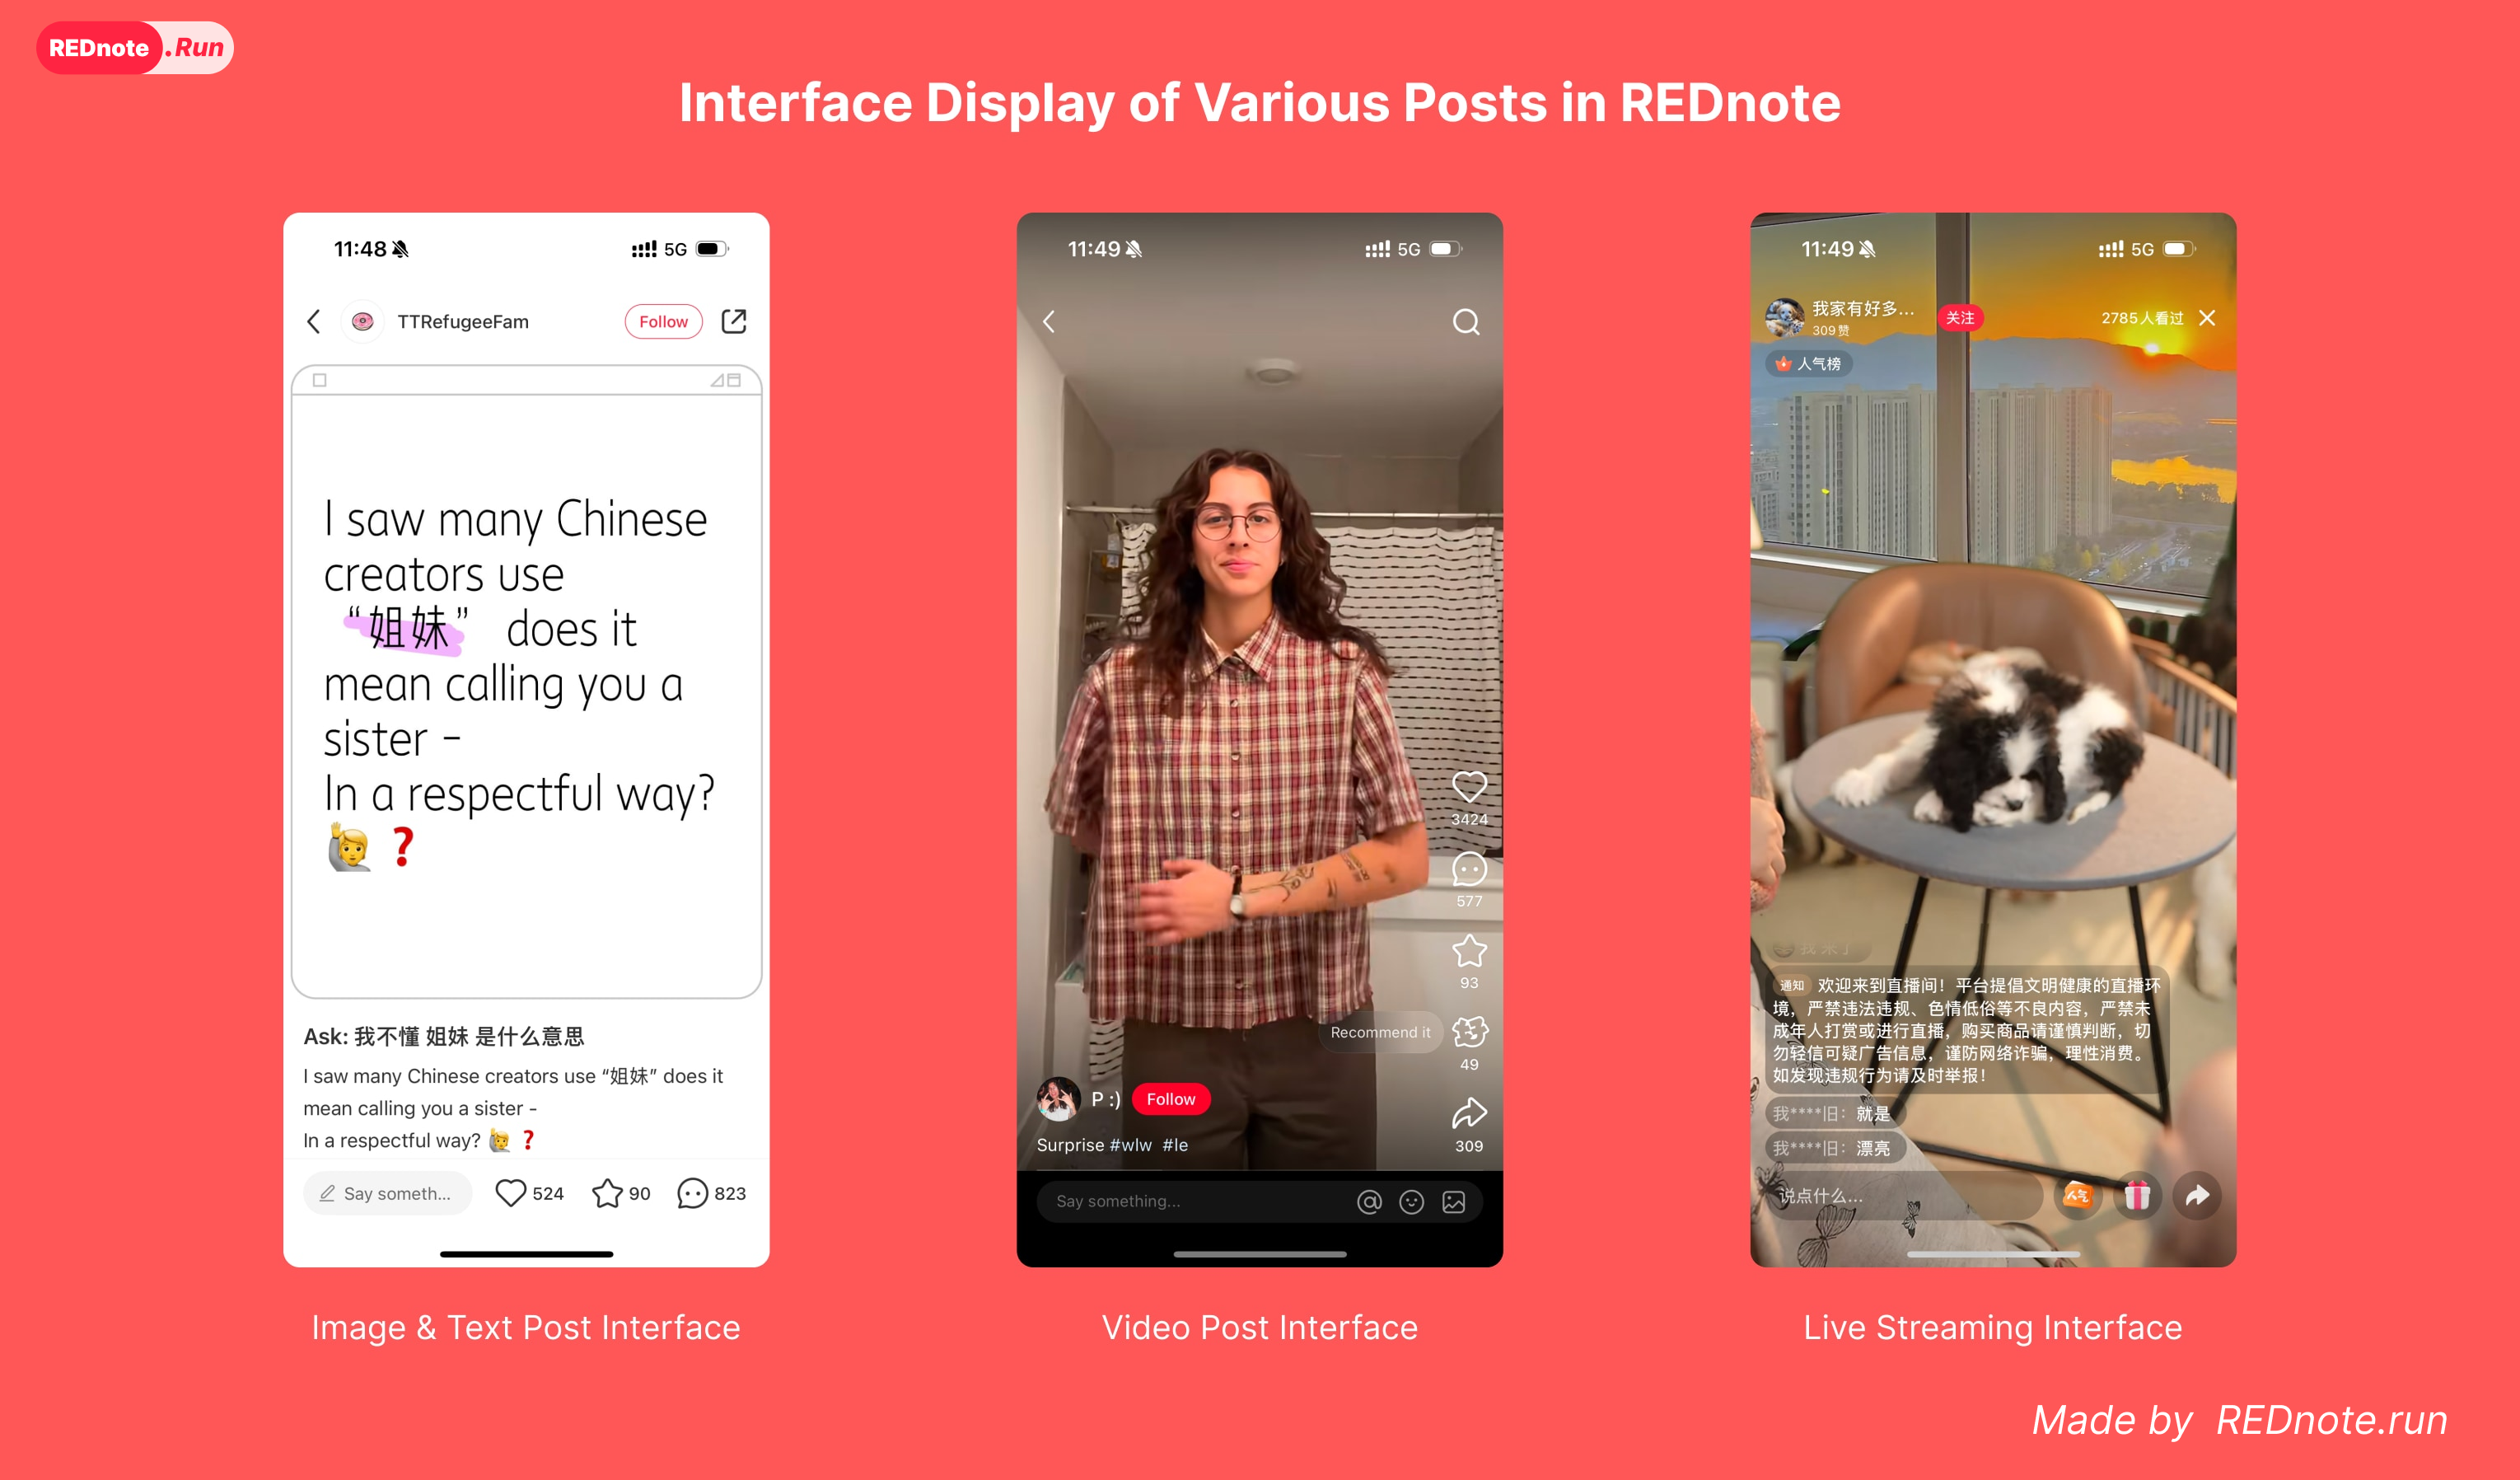 REDnote .Run
Interface Display of Various Posts in REDnote
11:48 5G
TTRefugeeFam Follow
I saw many Chinese
creators use
“姐妹” does it
mean calling you a
sister -
In a respectful way?
🙋 ❓
Ask: 我不懂 姐妹 是什么意思
I saw many Chinese creators use “姐妹” does it
mean calling you a sister -
In a respectful way? 🙋 ❓
Say someth... 524 90 823
Image & Text Post Interface
11:49 5G
3424
577
93
Recommend it
49
P :) Follow
Surprise #wlw #le
309
Say something...
Video Post Interface
11:49 5G
我家有好多... 关注 2785人看过
309赞
人气榜
我来了
通知 欢迎来到直播间！平台提倡文明健康的直播环
境，严禁违法违规、色情低俗等不良内容，严禁未
成年人打赏或进行直播，购买商品请谨慎判断，切
勿轻信可疑广告信息，谨防网络诈骗，理性消费。
如发现违规行为请及时举报！
我****旧：就是
我****旧：漂亮
说点什么... 人气
Live Streaming Interface
Made by REDnote.run